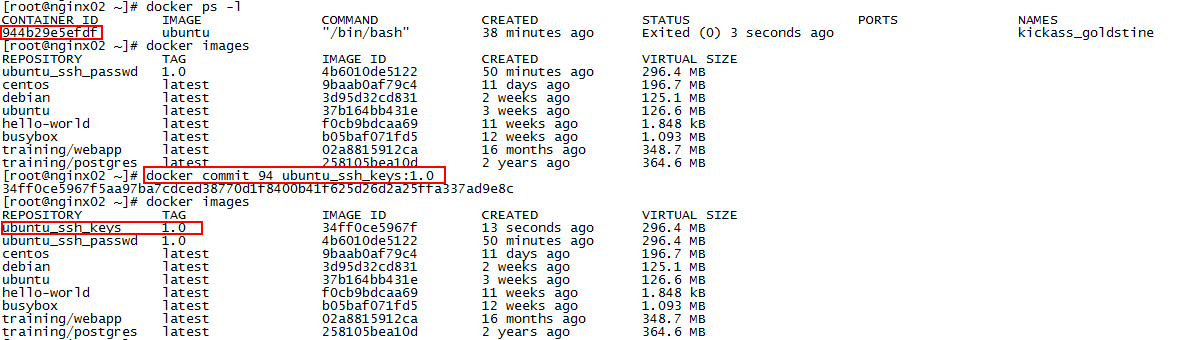 [root@nginx02 ~]# docker ps -l
CONTAINER ID IMAGE COMMAND CREATED STATUS PORTS NAMES
944b29e5efdf ubuntu "/bin/bash" 38 minutes ago Exited (0) 3 seconds ago kickass_goldstine
[root@nginx02 ~]# docker images
REPOSITORY TAG IMAGE ID CREATED VIRTUAL SIZE
ubuntu_ssh_passwd 1.0 4b6010de5122 50 minutes ago 296.4 MB
centos latest 9baab0af79c4 11 days ago 196.7 MB
debian latest 3d95d32cd831 2 weeks ago 125.1 MB
ubuntu latest 37b164bb431e 3 weeks ago 126.6 MB
hello-world latest f0cb9bdcaa69 11 weeks ago 1.848 kB
busybox latest b05baf071fd5 12 weeks ago 1.093 MB
training/webapp latest 02a8815912ca 16 months ago 348.7 MB
training/postgres latest 258105bea10d 2 years ago 364.6 MB
[root@nginx02 ~]# docker commit 94 ubuntu_ssh_keys:1.0
34ff0ce5967f5aa97ba7cdced38770d1f8400b41f625d26d2a25ffa337ad9e8c
[root@nginx02 ~]# docker images
REPOSITORY TAG IMAGE ID CREATED VIRTUAL SIZE
ubuntu_ssh_keys 1.0 34ff0ce5967f 13 seconds ago 296.4 MB
ubuntu_ssh_passwd 1.0 4b6010de5122 50 minutes ago 296.4 MB
centos latest 9baab0af79c4 11 days ago 196.7 MB
debian latest 3d95d32cd831 2 weeks ago 125.1 MB
ubuntu latest 37b164bb431e 3 weeks ago 126.6 MB
hello-world latest f0cb9bdcaa69 11 weeks ago 1.848 kB
busybox latest b05baf071fd5 12 weeks ago 1.093 MB
training/webapp latest 02a8815912ca 16 months ago 348.7 MB
training/postgres latest 258105bea10d 2 years ago 364.6 MB